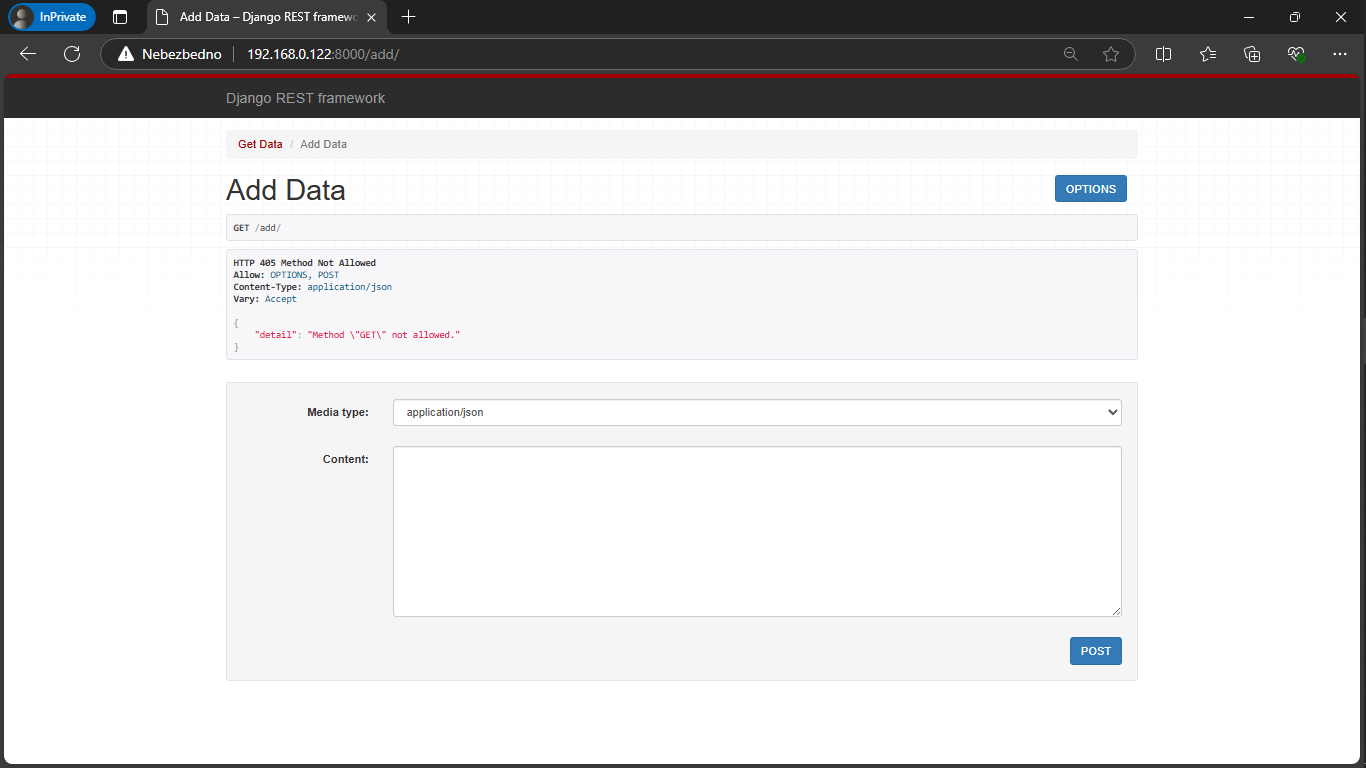 InPrivate
Add Data – Django REST framewo
Nebezbedno
192.168.0.122:8000/add/
Django REST framework
Get Data / Add Data
Add Data
OPTIONS
GET /add/
HTTP 405 Method Not Allowed
Allow: OPTIONS, POST
Content-Type: application/json
Vary: Accept
{
"detail": "Method \"GET\" not allowed."
}
Media type:
application/json
Content:
POST